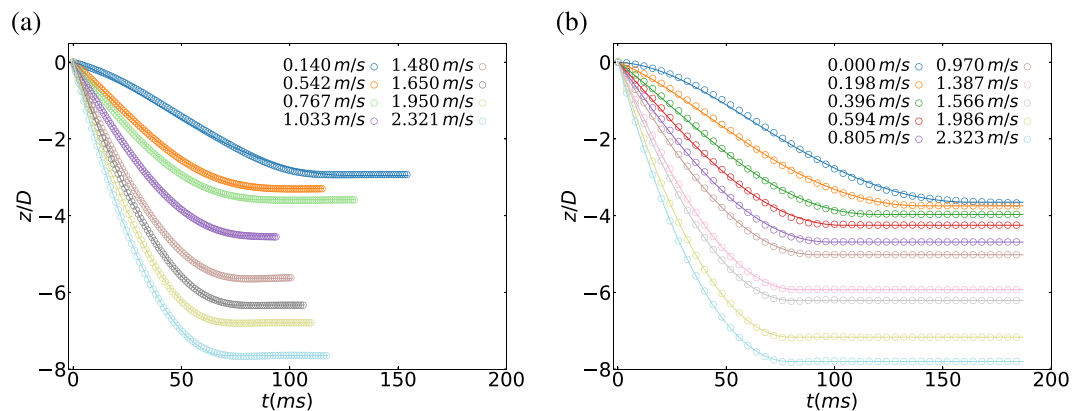 (a)
0
−2
−4
−6
−8
z/D
0.140 m/s 1.480 m/s
0.542 m/s 1.650 m/s
0.767 m/s 1.950 m/s
1.033 m/s 2.321 m/s
0 50 100 150 200
t(ms)
(b)
0
−2
−4
−6
−8
z/D
0.000 m/s 0.970 m/s
0.198 m/s 1.387 m/s
0.396 m/s 1.566 m/s
0.594 m/s 1.986 m/s
0.805 m/s 2.323 m/s
0 50 100 150 200
t(ms)